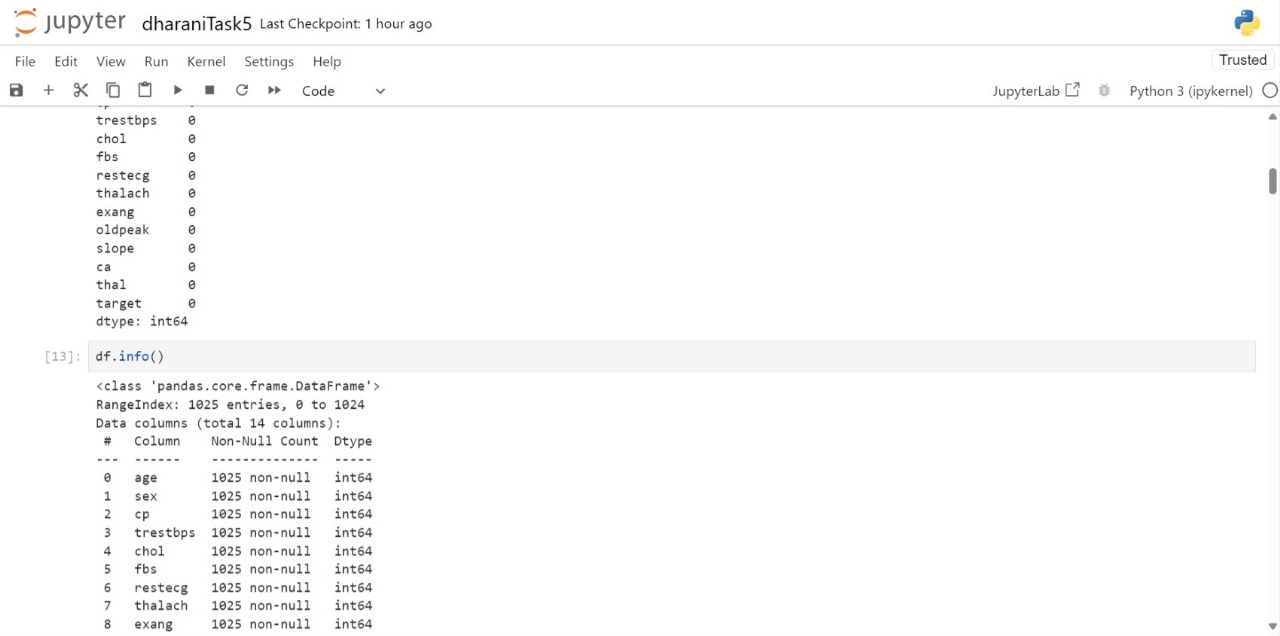 jupyter dharaniTask5 Last Checkpoint: 1 hour ago
File Edit View Run Kernel Settings Help Trusted
Code JupyterLab Python 3 (ipykernel)
trestbps 0
chol 0
fbs 0
restecg 0
thalach 0
exang 0
oldpeak 0
slope 0
ca 0
thal 0
target 0
dtype: int64
[13]: df.info()
<class 'pandas.core.frame.DataFrame'>
RangeIndex: 1025 entries, 0 to 1024
Data columns (total 14 columns):
# Column Non-Null Count Dtype
--- ------ -------------- -----
0 age 1025 non-null int64
1 sex 1025 non-null int64
2 cp 1025 non-null int64
3 trestbps 1025 non-null int64
4 chol 1025 non-null int64
5 fbs 1025 non-null int64
6 restecg 1025 non-null int64
7 thalach 1025 non-null int64
8 exang 1025 non-null int64